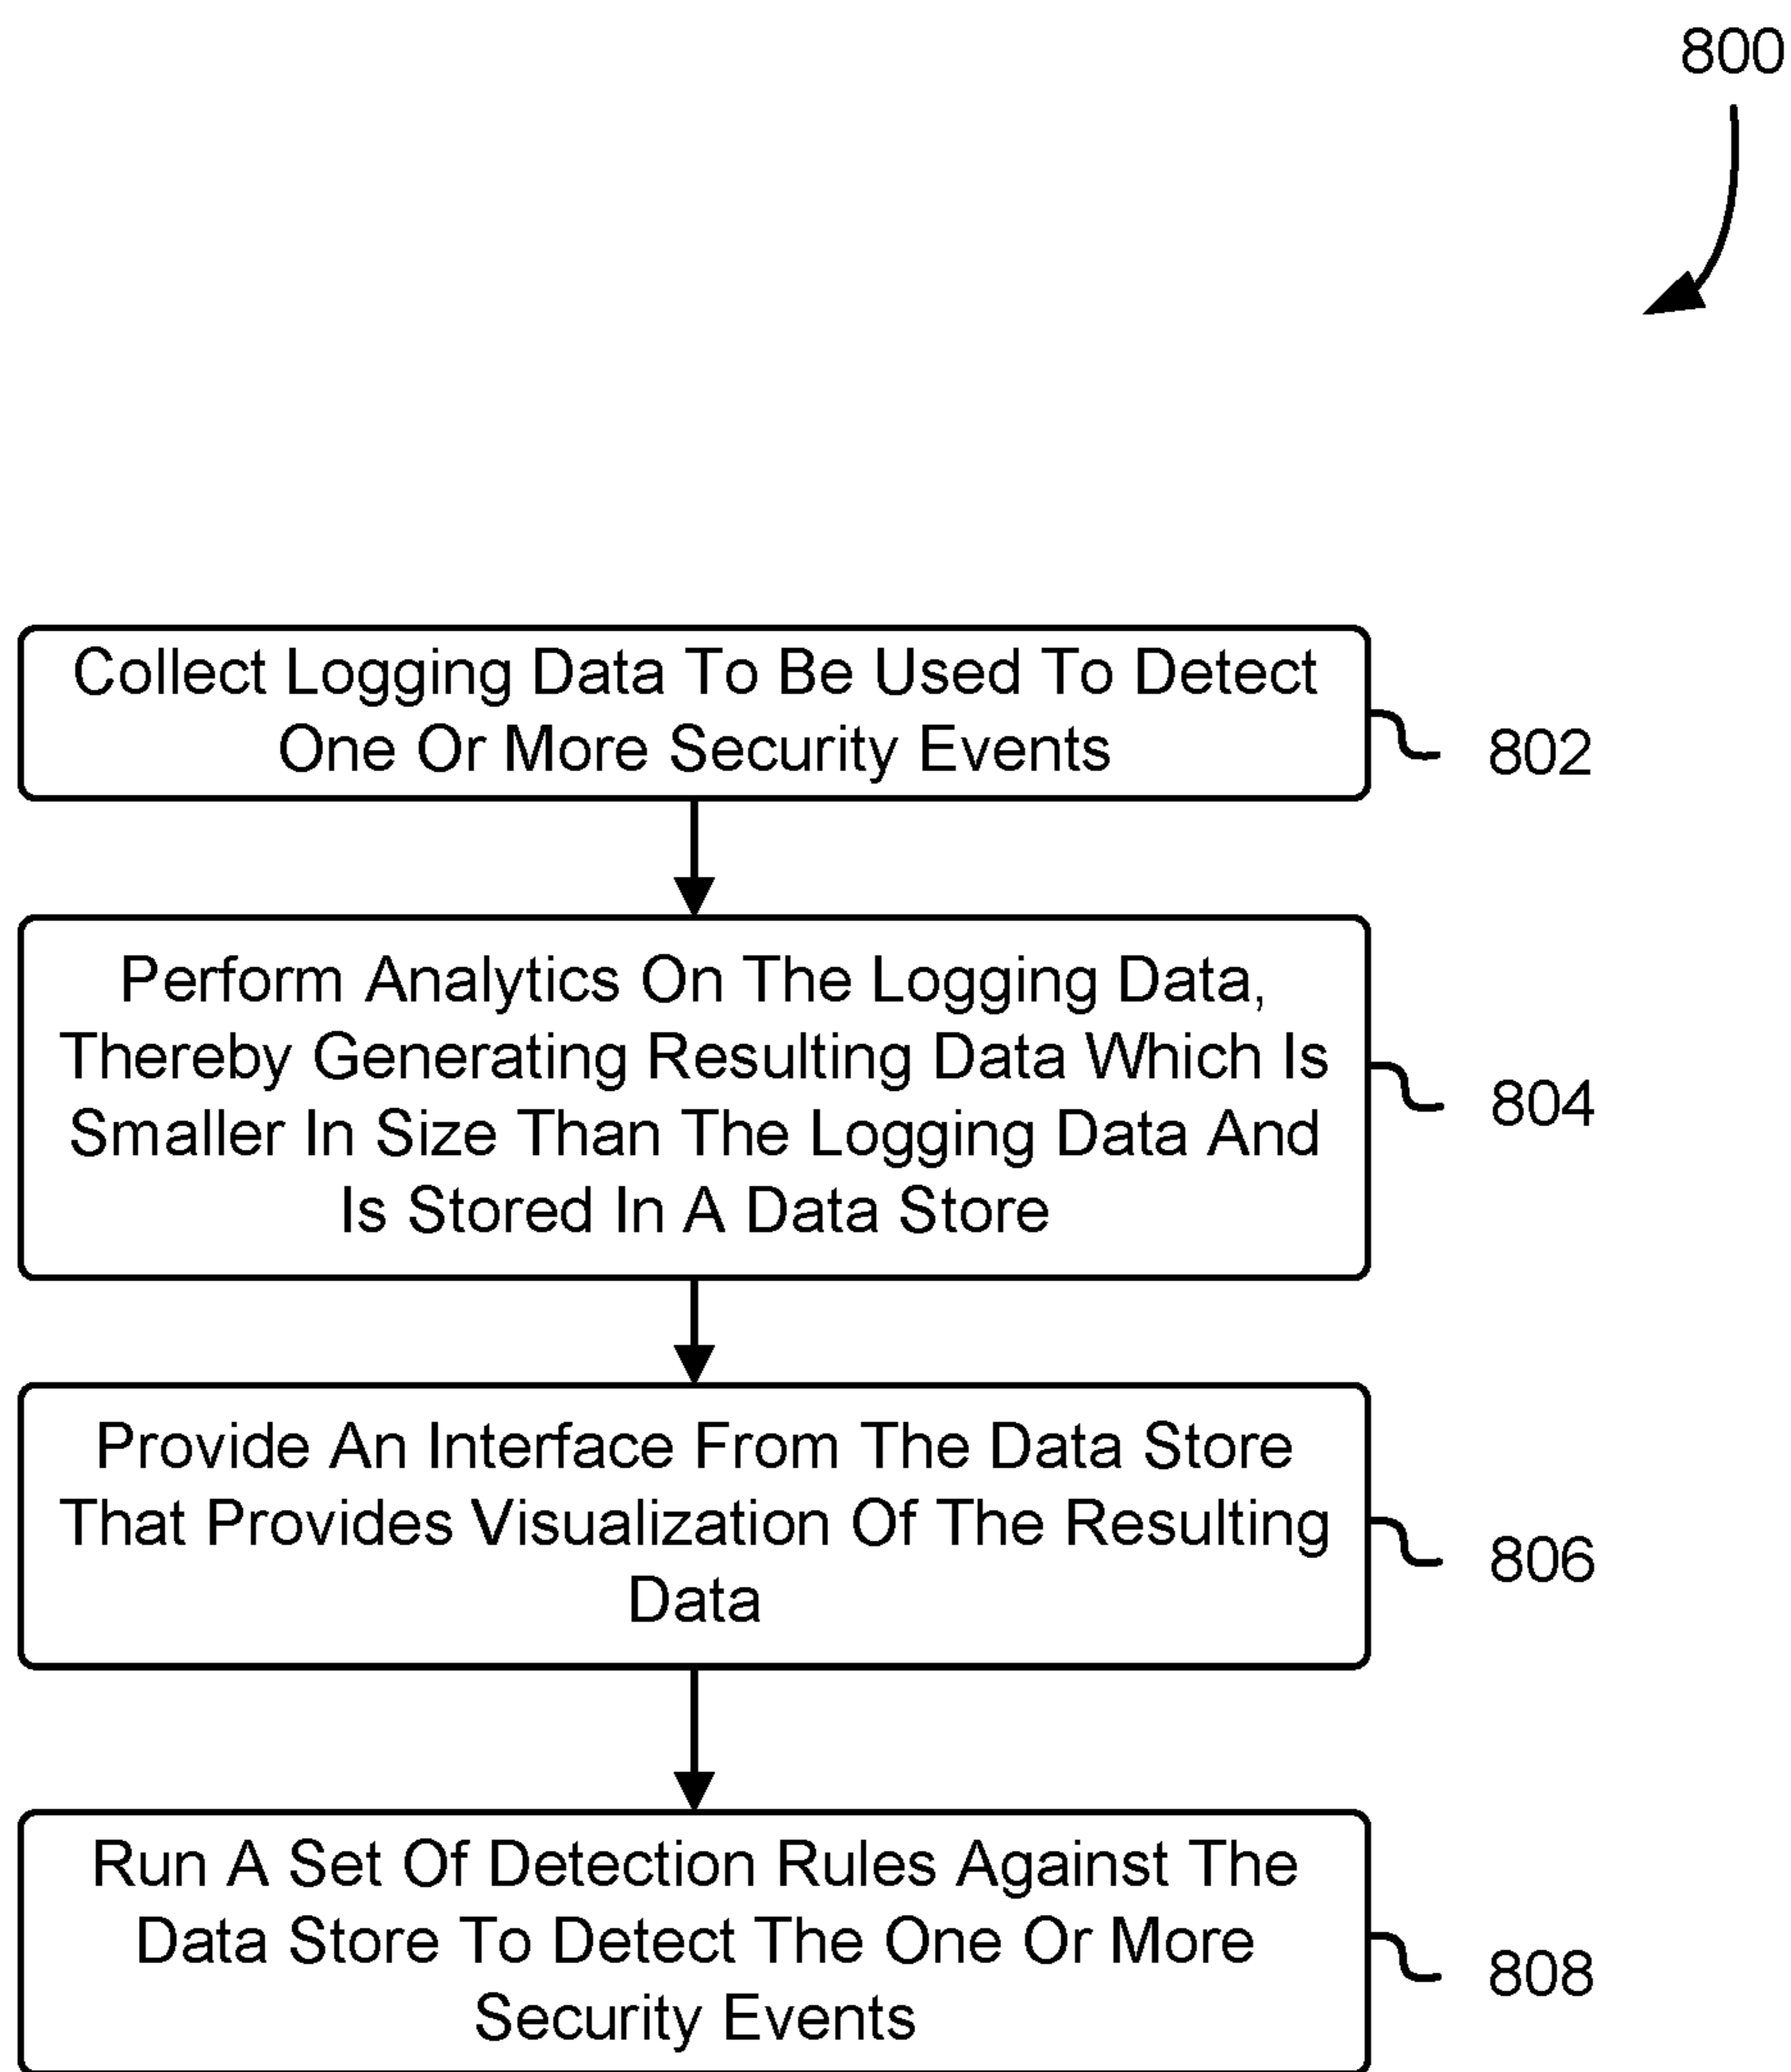 800
Collect Logging Data To Be Used To Detect
One Or More Security Events
802
Perform Analytics On The Logging Data,
Thereby Generating Resulting Data Which Is
Smaller In Size Than The Logging Data And
Is Stored In A Data Store
804
Provide An Interface From The Data Store
That Provides Visualization Of The Resulting
Data
806
Run A Set Of Detection Rules Against The
Data Store To Detect The One Or More
Security Events
808